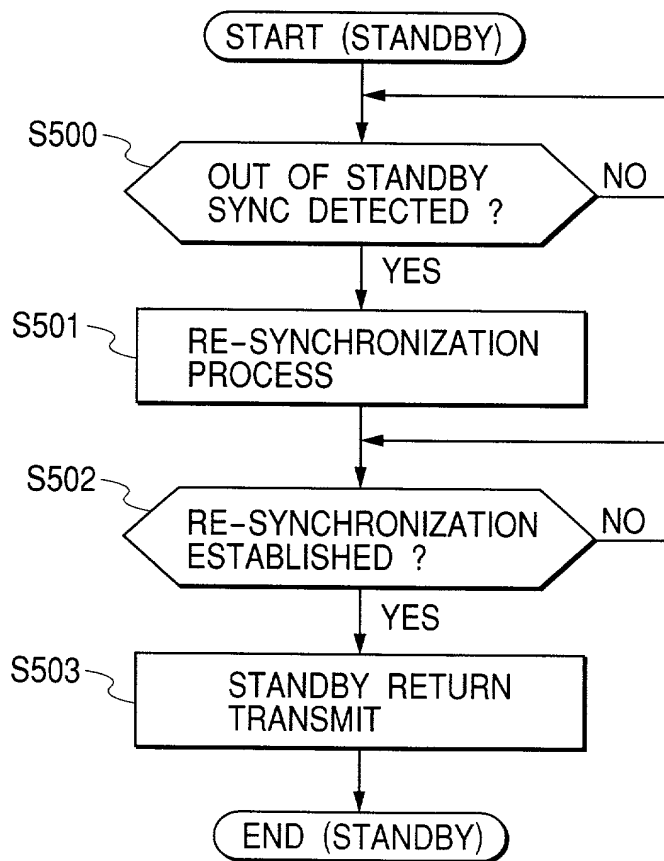 START (STANDBY)
S500
OUT OF STANDBY
SYNC DETECTED ?
NO
YES
S501
RE-SYNCHRONIZATION
PROCESS
S502
RE-SYNCHRONIZATION
ESTABLISHED ?
NO
YES
S503
STANDBY RETURN
TRANSMIT
END (STANDBY)